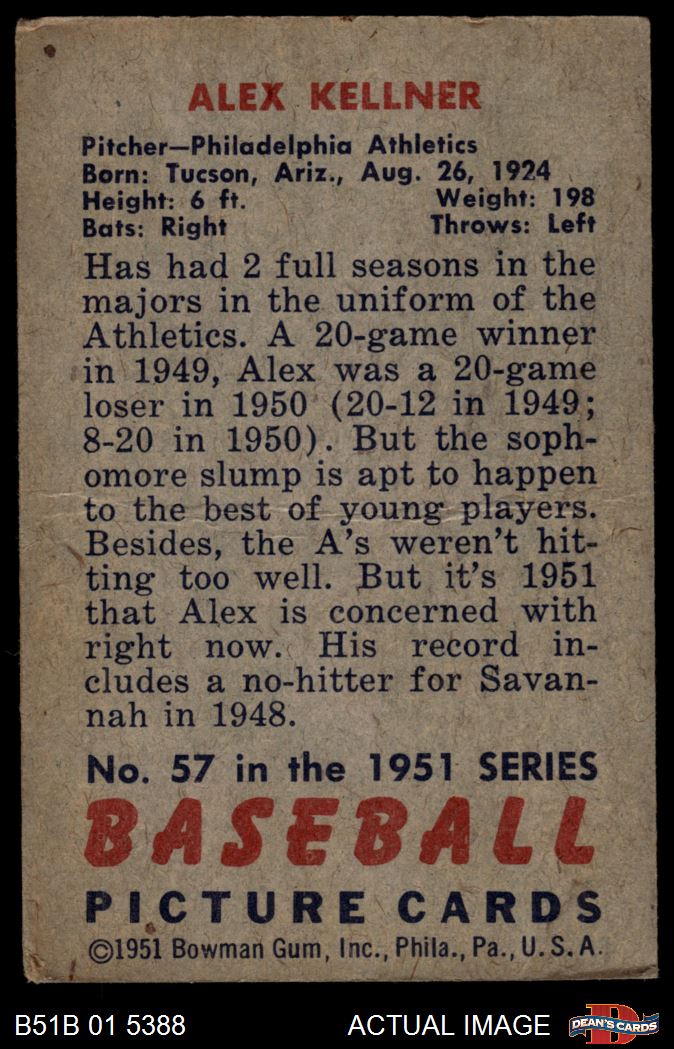 ALEX KELLNER
Pitcher—Philadelphia Athletics
Born: Tucson, Ariz., Aug. 26, 1924
Height: 6 ft. Weight: 198
Bats: Right Throws: Left
Has had 2 full seasons in the
majors in the uniform of the
Athletics. A 20-game winner
in 1949, Alex was a 20-game
loser in 1950 (20-12 in 1949;
8-20 in 1950). But the soph-
omore slump is apt to happen
to the best of young players.
Besides, the A's weren't hit-
ting too well. But it's 1951
that Alex is concerned with
right now. His record in-
cludes a no-hitter for Savan-
nah in 1948.
No. 57 in the 1951 SERIES
BASEBALL
PICTURE CARDS
©1951 Bowman Gum, Inc., Phila., Pa., U.S.A.
B51B 01 5388 ACTUAL IMAGE DEAN'S CARDS